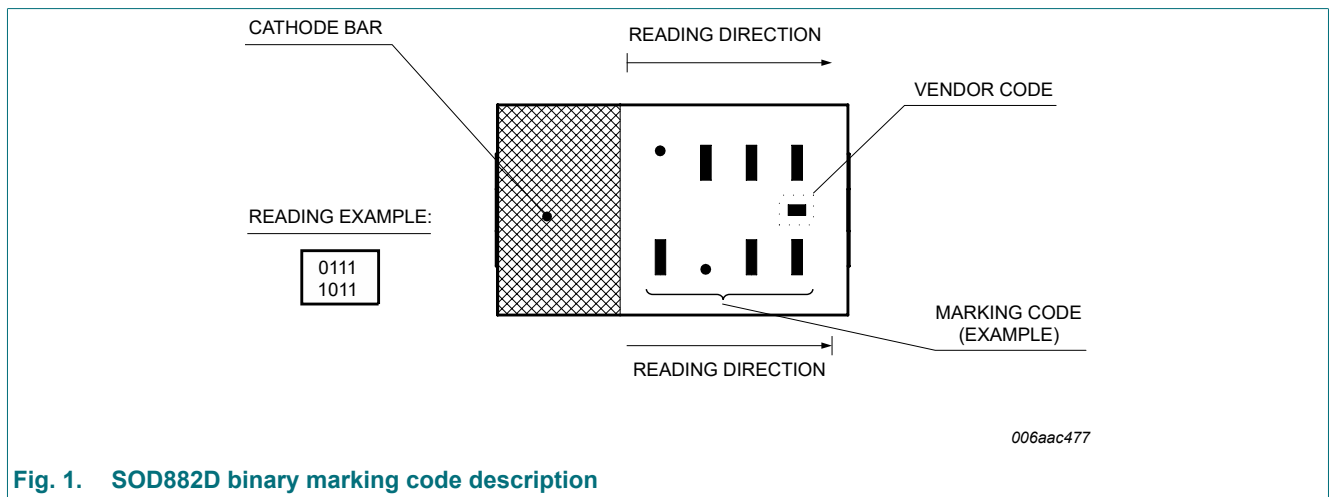 CATHODE BAR
READING DIRECTION
VENDOR CODE
READING EXAMPLE:
0111
1011
MARKING CODE
(EXAMPLE)
READING DIRECTION
006aac477
Fig. 1. SOD882D binary marking code description